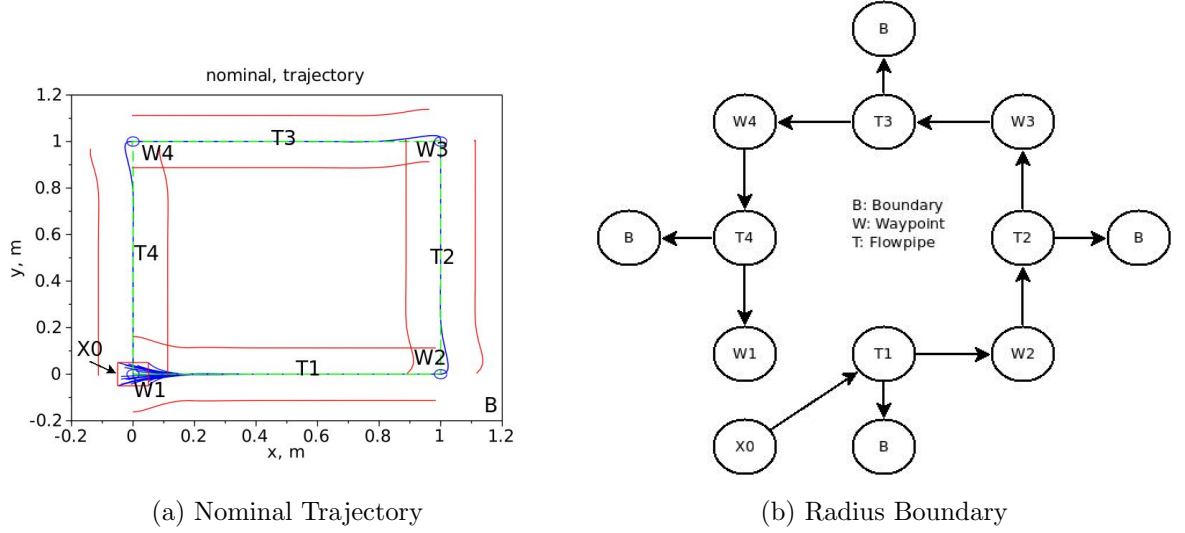 nominal, trajectory
1.2
1
0.8
0.6
0.4
0.2
0
-0.2
y, m
-0.2
0
0.2
0.4
0.6
0.8
1
1.2
x, m
W4
T3
W3
T4
T2
X0
W1
T1
W2
B
(a) Nominal Trajectory
B
W4
T3
W3
B: Boundary
W: Waypoint
T: Flowpipe
B
T4
T2
B
W1
T1
W2
X0
B
(b) Radius Boundary